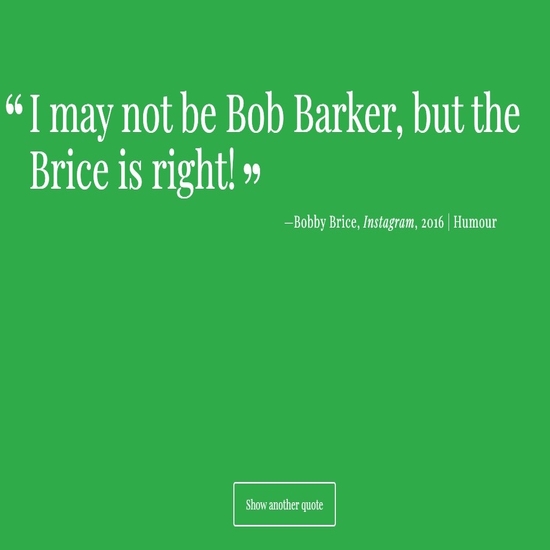 “I may not be Bob Barker, but the
Brice is right!”
—Bobby Brice, Instagram, 2016 | Humour
Show another quote